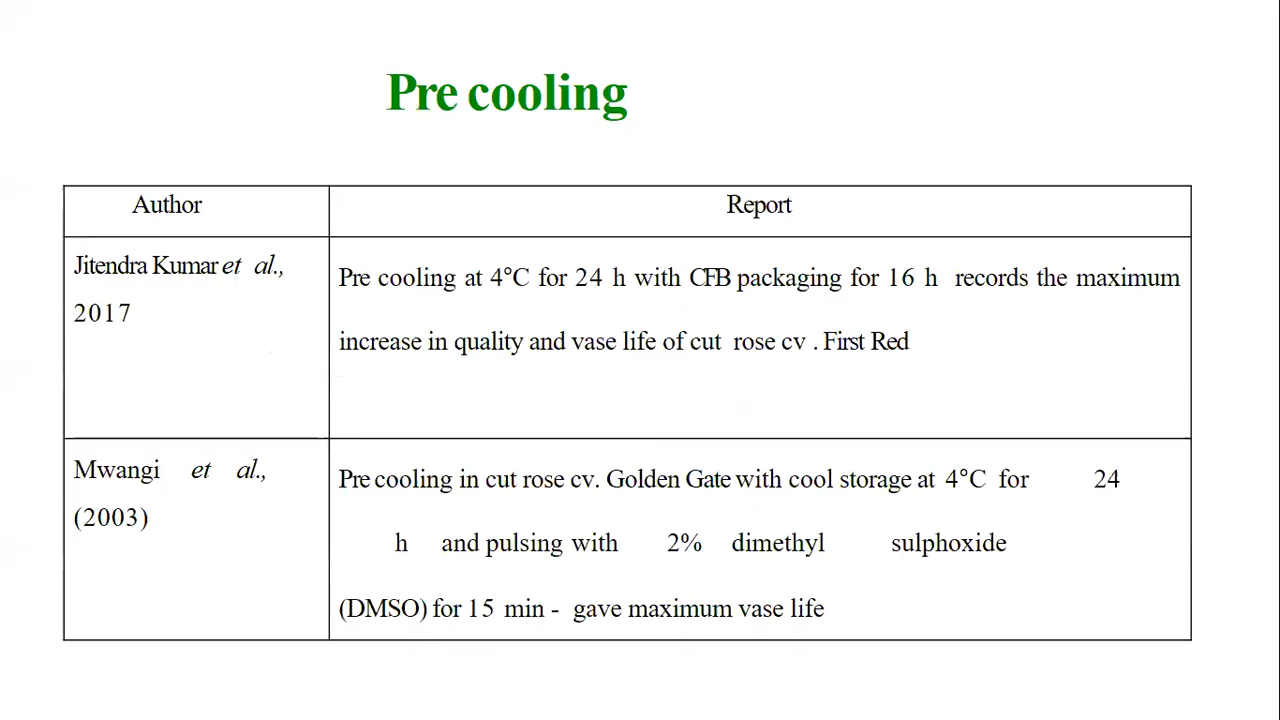 Pre cooling
Author
Report
Jitendra Kumar et al.,
2017
Pre cooling at 4°C for 24 h with CFB packaging for 16 h records the maximum
increase in quality and vase life of cut rose cv . First Red
Mwangi et al.,
(2003)
Pre cooling in cut rose cv. Golden Gate with cool storage at 4°C for 24
h and pulsing with 2% dimethyl sulphoxide
(DMSO) for 15 min - gave maximum vase life